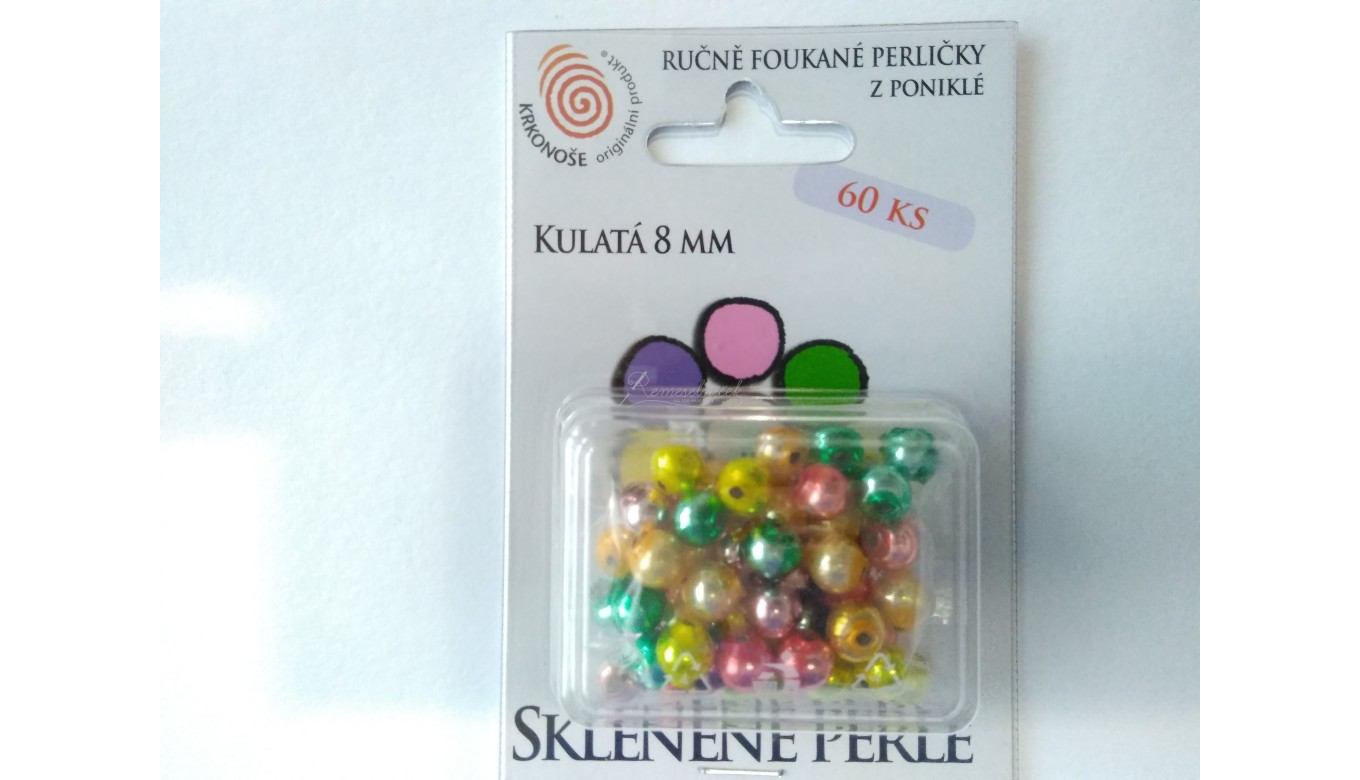 RUČNĚ FOUKANÉ PERLIČKY
Z PONIKLÉ
KRKONOŠE
originální produkt®
60 KS
KULATÁ 8 MM
SKLENĚNÉ PERLE